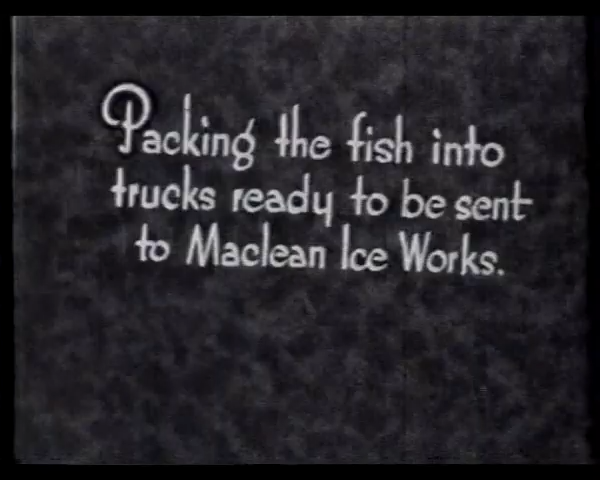 Packing the fish into
trucks ready to be sent
to Maclean Ice Works.